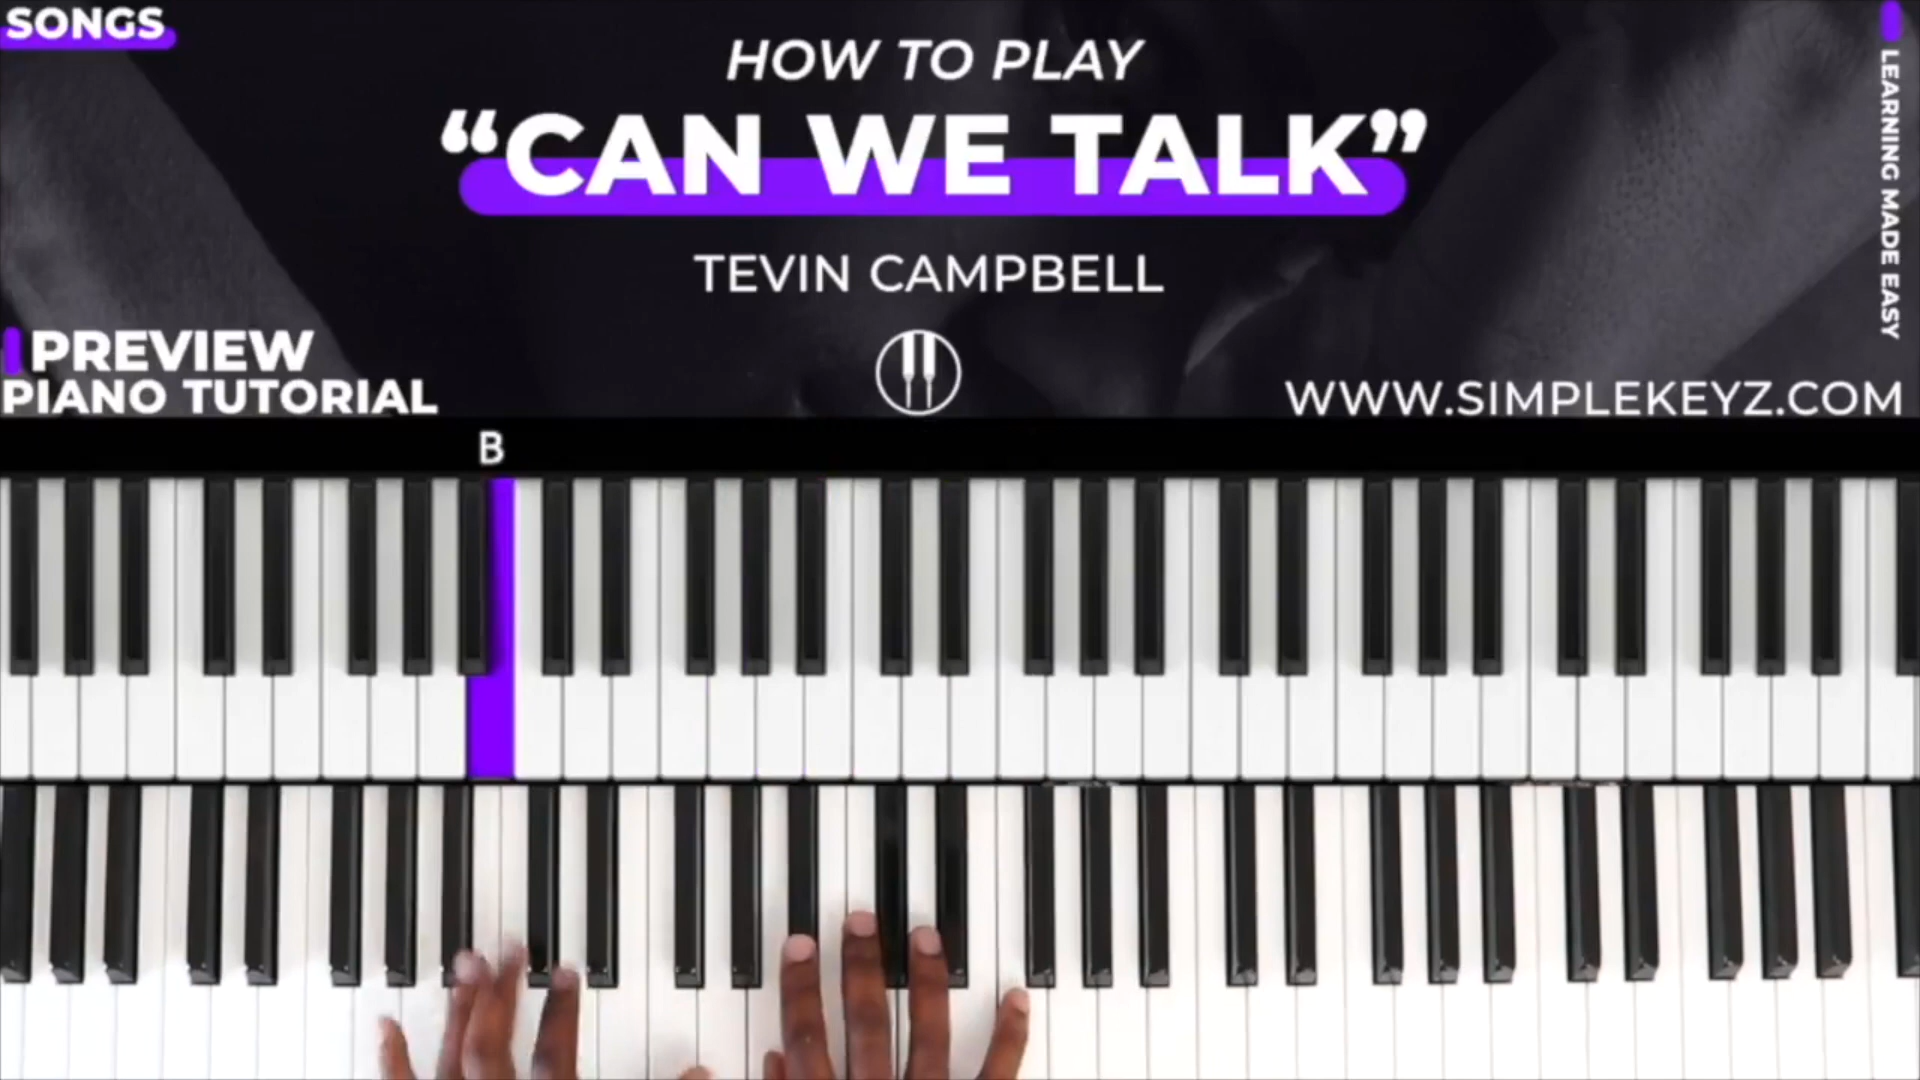 SONGS
HOW TO PLAY
“CAN WE TALK”
TEVIN CAMPBELL
LEARNING MADE EASY
PREVIEW
PIANO TUTORIAL
WWW.SIMPLEKEYZ.COM
B